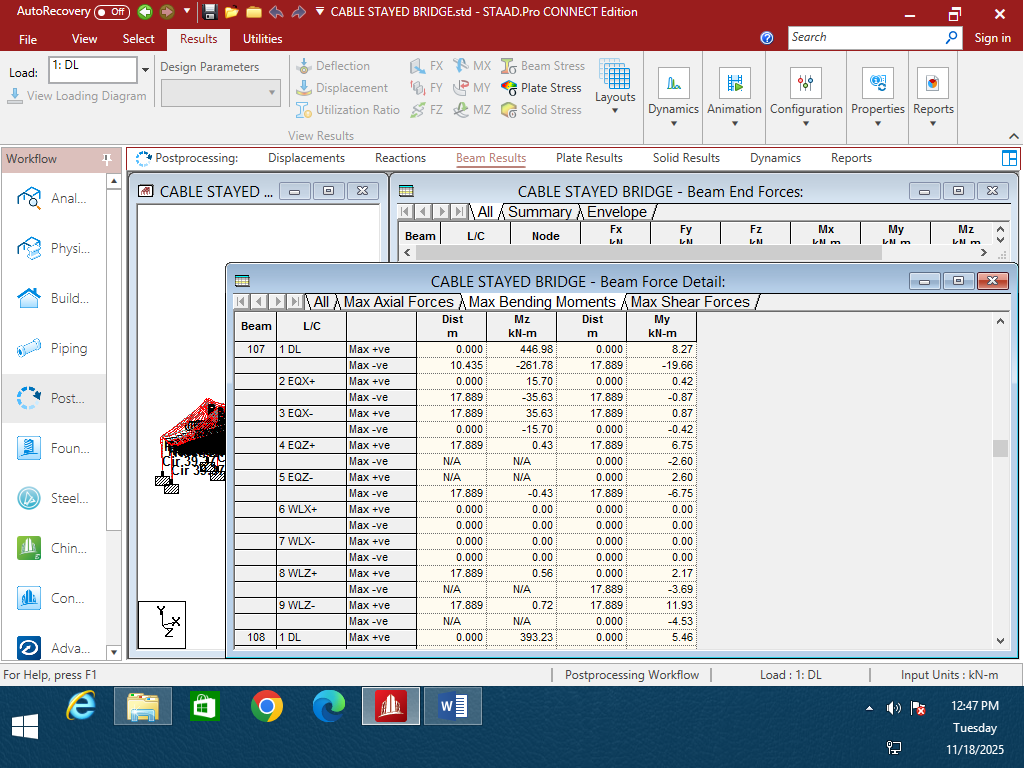 AutoRecovery Off
CABLE STAYED BRIDGE.std - STAAD.Pro CONNECT Edition
File View Select Results Utilities
Search
Sign in
Load: 1: DL
View Loading Diagram
Design Parameters
Deflection
Displacement
Utilization Ratio
FX MX Beam Stress
FY MY Plate Stress
FZ MZ Solid Stress
View Results
Layouts
Dynamics
Animation
Configuration
Properties
Reports
Workflow
Postprocessing: Displacements Reactions Beam Results Plate Results Solid Results Dynamics Reports
Anal...
Physi...
Build...
Piping
Post...
Foun...
Steel...
Chin...
Con...
Adva...
CABLE STAYED ...
Y
X
Z
CABLE STAYED BRIDGE - Beam End Forces:
All Summary Envelope
Beam L/C Node Fx kN Fy kN Fz kN Mx kN-m My kN-m Mz kN-m
CABLE STAYED BRIDGE - Beam Force Detail:
All Max Axial Forces Max Bending Moments Max Shear Forces
Beam L/C Dist m Mz kN-m Dist m My kN-m
107 1 DL Max +ve 0.000 446.98 0.000 8.27
Max -ve 10.435 -261.78 17.889 -19.66
2 EQX+ Max +ve 0.000 15.70 0.000 0.42
Max -ve 17.889 -35.63 17.889 -0.87
3 EQX- Max +ve 17.889 35.63 17.889 0.87
Max -ve 0.000 -15.70 0.000 -0.42
4 EQZ+ Max +ve 17.889 0.43 17.889 6.75
Max -ve N/A N/A 0.000 -2.60
5 EQZ- Max +ve N/A N/A 0.000 2.60
Max -ve 17.889 -0.43 17.889 -6.75
6 WLX+ Max +ve 0.000 0.00 0.000 0.00
Max -ve 0.000 0.00 0.000 0.00
7 WLX- Max +ve 0.000 0.00 0.000 0.00
Max -ve 0.000 0.00 0.000 0.00
8 WLZ+ Max +ve 17.889 0.56 0.000 2.17
Max -ve N/A N/A 17.889 -3.69
9 WLZ- Max +ve 17.889 0.72 17.889 11.93
Max -ve N/A N/A 0.000 -4.53
108 1 DL Max +ve 0.000 393.23 0.000 5.46
For Help, press F1
Postprocessing Workflow
Load : 1: DL
Input Units : kN-m
12:47 PM
Tuesday
11/18/2025